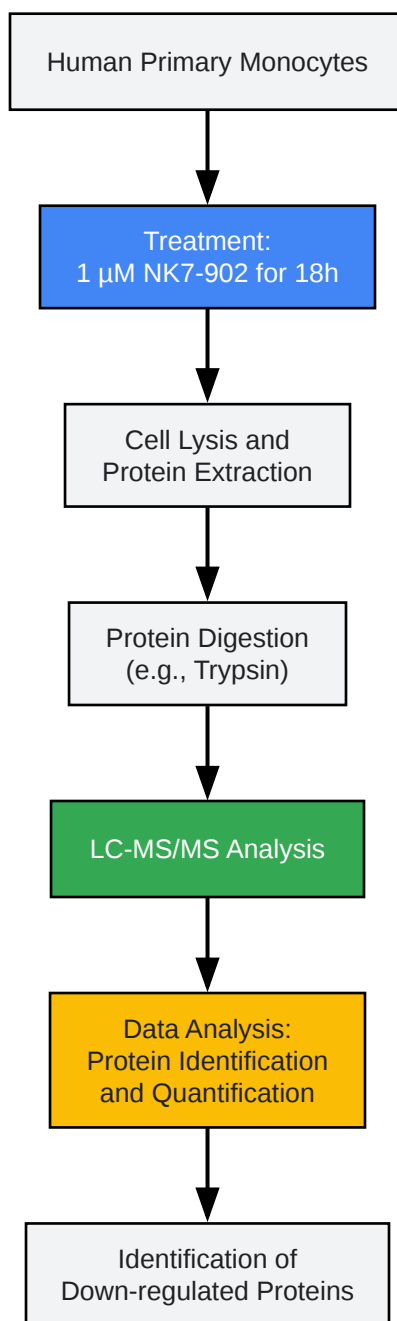 Human Primary Monocytes
Treatment:
1 µM NK7-902 for 18h
Cell Lysis and
Protein Extraction
Protein Digestion
(e.g., Trypsin)
LC-MS/MS Analysis
Data Analysis:
Protein Identification
and Quantification
Identification of
Down-regulated Proteins